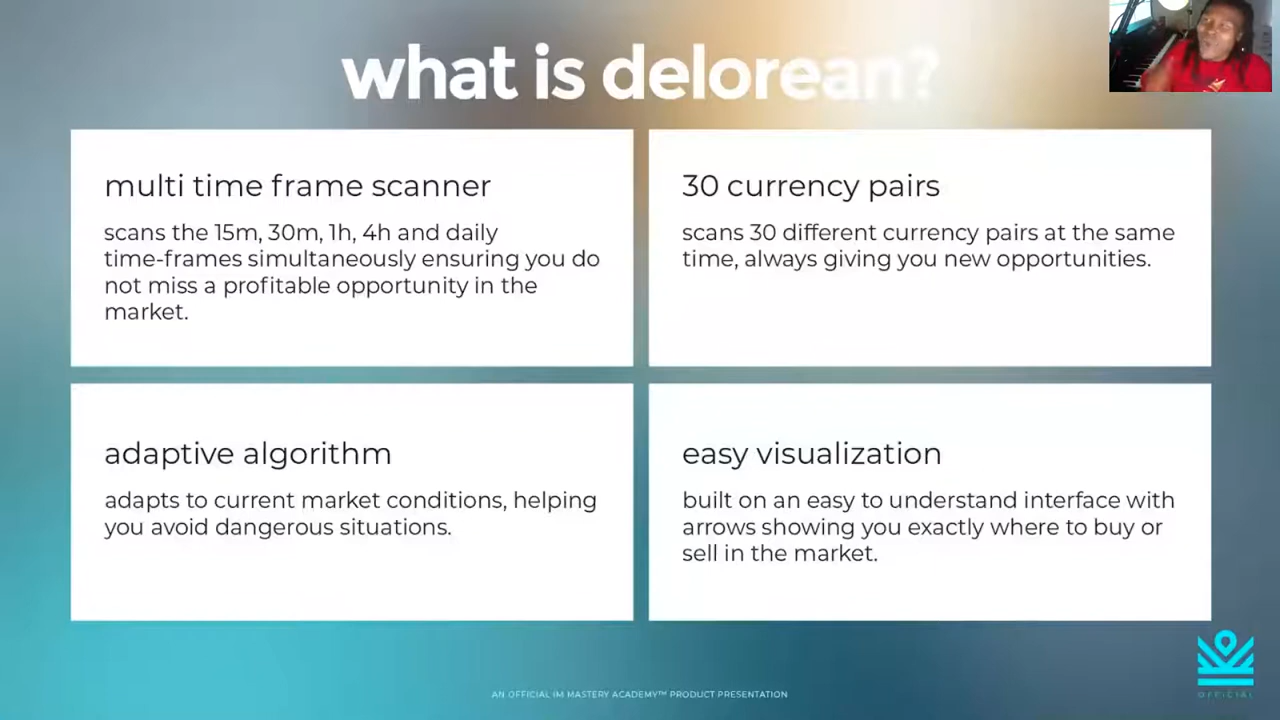 what is delorean?
multi time frame scanner
scans the 15m, 30m, 1h, 4h and daily
time-frames simultaneously ensuring you do
not miss a profitable opportunity in the
market.
30 currency pairs
scans 30 different currency pairs at the same
time, always giving you new opportunities.
adaptive algorithm
adapts to current market conditions, helping
you avoid dangerous situations.
easy visualization
built on an easy to understand interface with
arrows showing you exactly where to buy or
sell in the market.
AN OFFICIAL IM MASTERY ACADEMY™ PRODUCT PRESENTATION
OFFICIAL